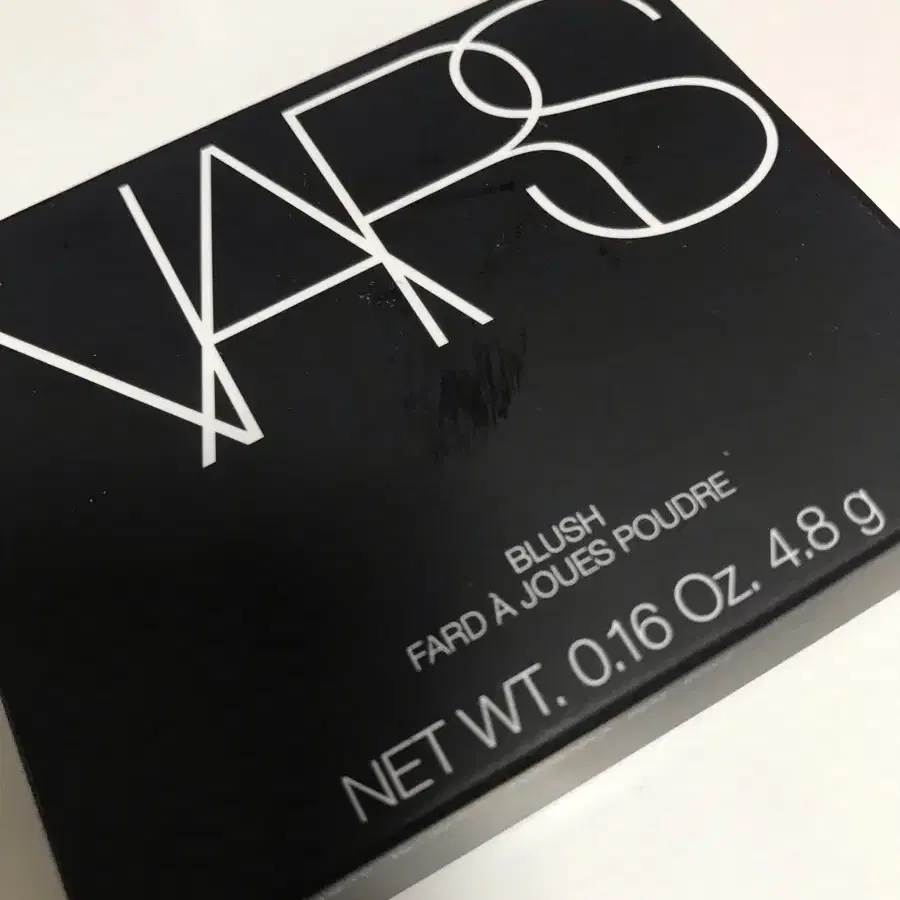 NARS
BLUSH
FARD À JOUES POUDRE
NET WT. 0.16 Oz. 4.8 g